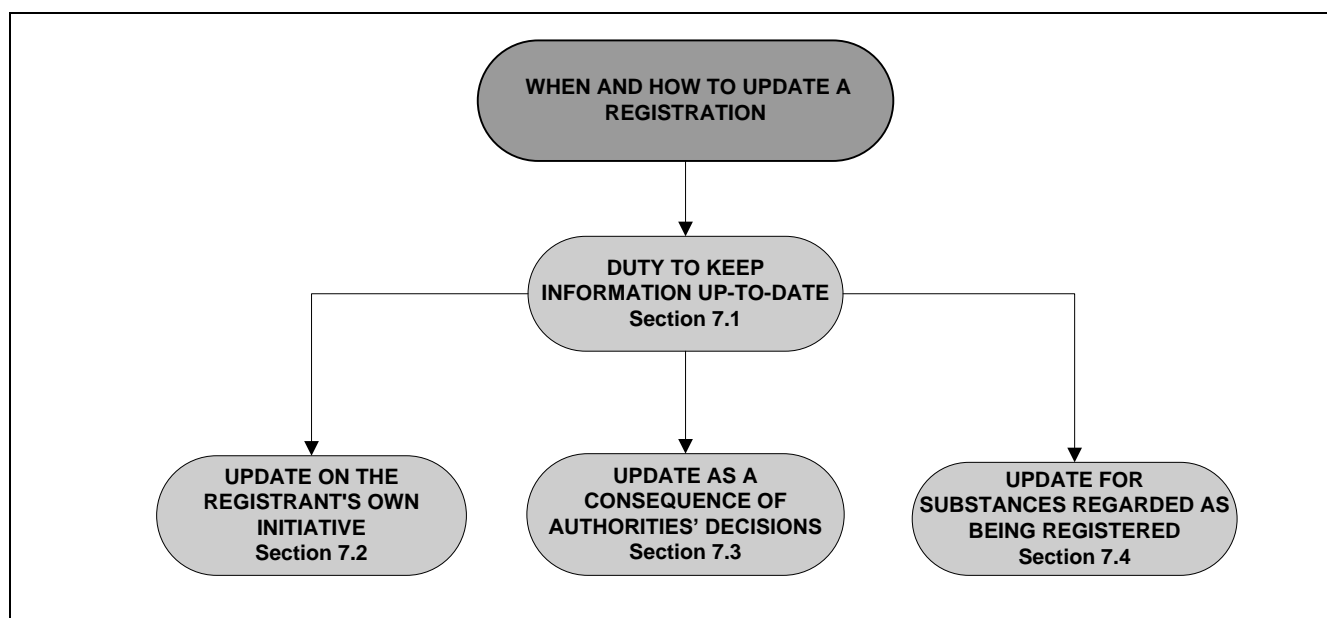 WHEN AND HOW TO UPDATE A
REGISTRATION
DUTY TO KEEP
INFORMATION UP-TO-DATE
Section 7.1
UPDATE ON THE
REGISTRANT'S OWN
INITIATIVE
Section 7.2
UPDATE AS A
CONSEQUENCE OF
AUTHORITIES’ DECISIONS
Section 7.3
UPDATE FOR
SUBSTANCES REGARDED AS
BEING REGISTERED
Section 7.4